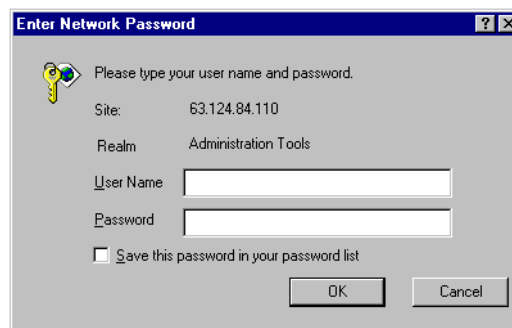 Enter Network Password
Please type your user name and password.
Site: 63.124.84.110
Realm Administration Tools
User Name
Password
Save this password in your password list
OK Cancel